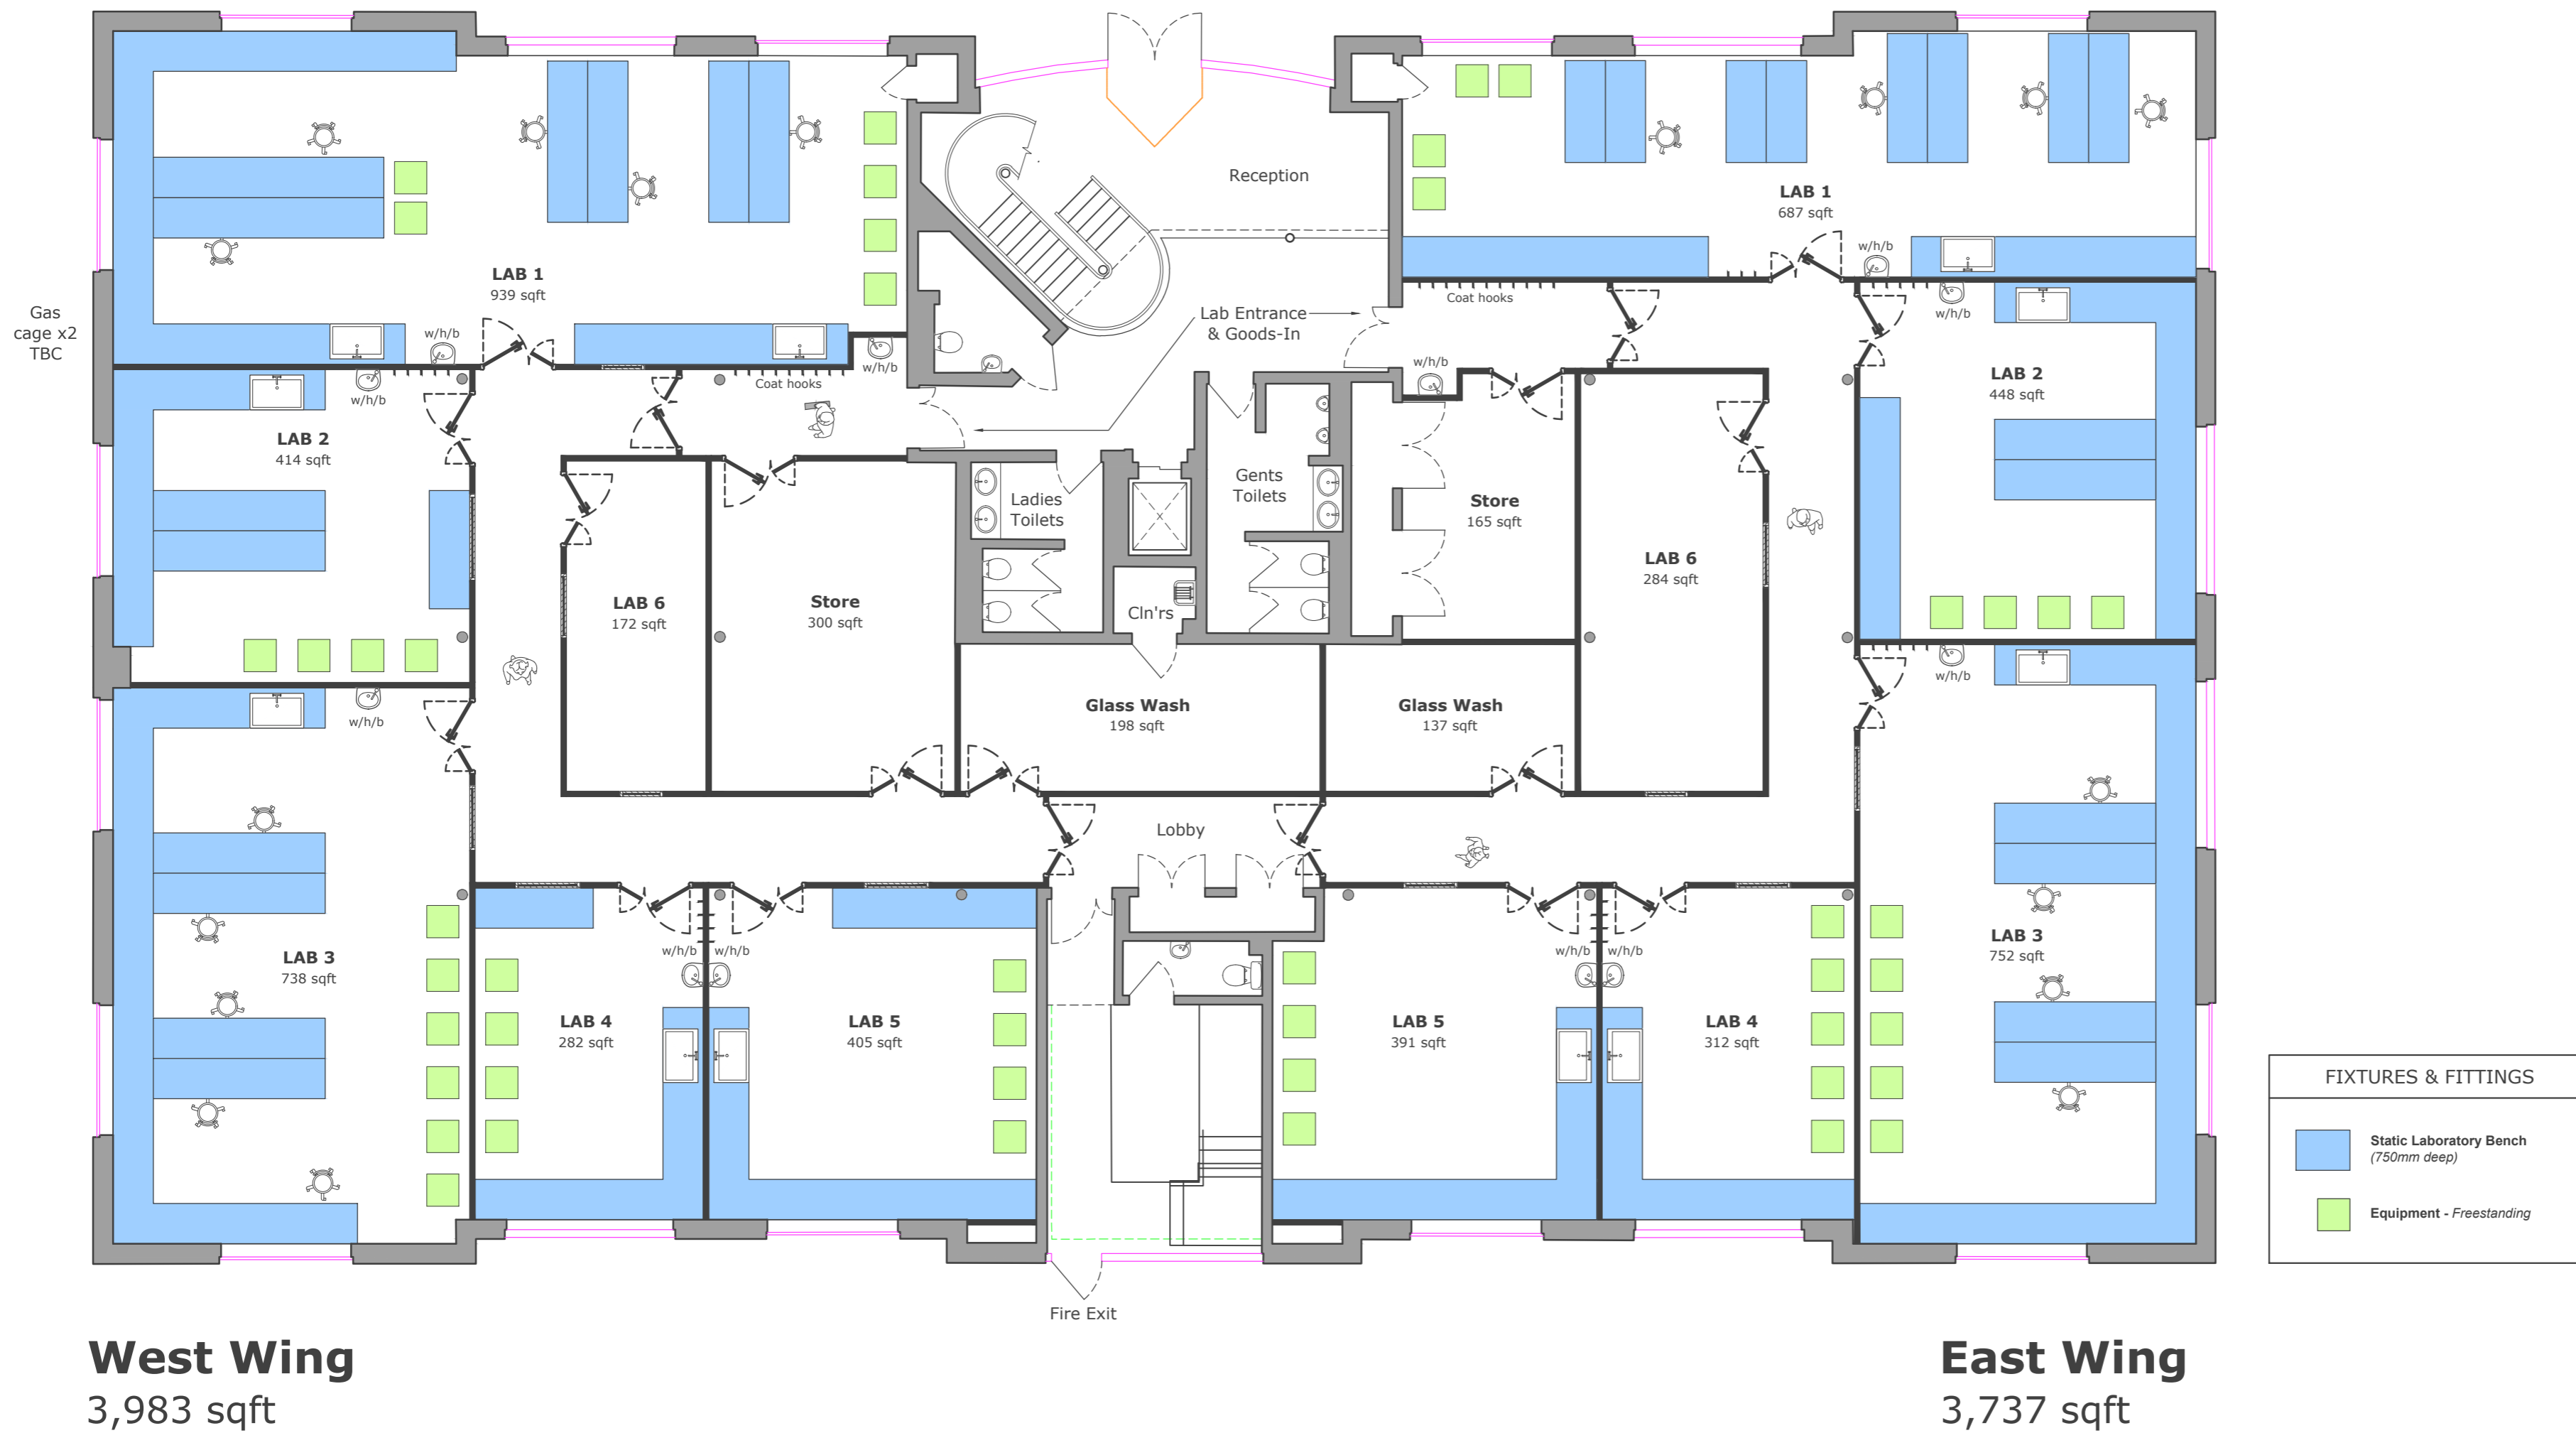 Reception
LAB 1
687 sqft
w/h/b
LAB 1
939 sqft
Coat hooks
w/h/b
Gas
cage x2
TBC
Lab Entrance
& Goods-In
w/h/b
w/h/b
w/h/b
w/h/b
Coat hooks
LAB 2
448 sqft
w/h/b
LAB 2
414 sqft
Ladies
Toilets
Gents
Toilets
Store
165 sqft
LAB 6
284 sqft
LAB 6
172 sqft
Store
300 sqft
Cln'rs
w/h/b
w/h/b
Glass Wash
198 sqft
Glass Wash
137 sqft
Lobby
LAB 3
738 sqft
w/h/b
w/h/b
w/h/b
w/h/b
LAB 3
752 sqft
LAB 4
282 sqft
LAB 5
405 sqft
LAB 5
391 sqft
LAB 4
312 sqft
FIXTURES & FITTINGS
Static Laboratory Bench
(750mm deep)
Equipment - Freestanding
Fire Exit
West Wing
3,983 sqft
East Wing
3,737 sqft